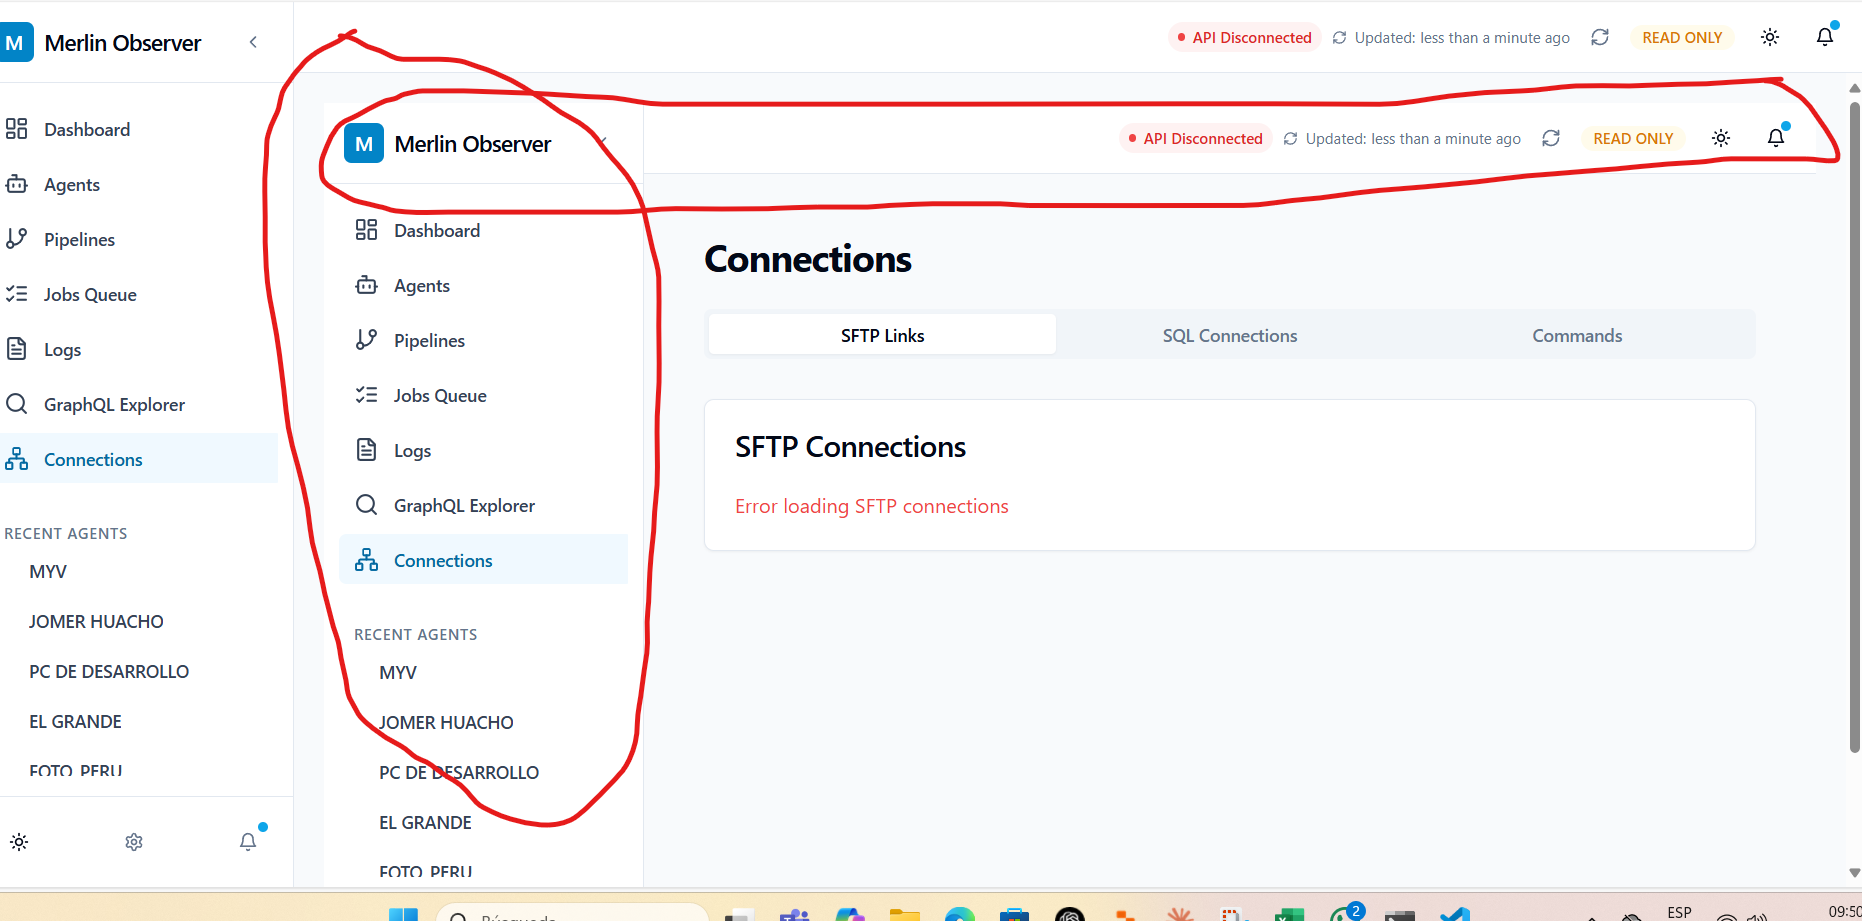 M Merlin Observer
API Disconnected Updated: less than a minute ago READ ONLY
Dashboard
Agents
Pipelines
Jobs Queue
Logs
GraphQL Explorer
Connections
RECENT AGENTS
MYV
JOMER HUACHO
PC DE DESARROLLO
EL GRANDE
FOTO PERU
M Merlin Observer
API Disconnected Updated: less than a minute ago READ ONLY
Dashboard
Agents
Pipelines
Jobs Queue
Logs
GraphQL Explorer
Connections
RECENT AGENTS
MYV
JOMER HUACHO
PC DE DESARROLLO
EL GRANDE
FOTO PERU
Connections
SFTP Links SQL Connections Commands
SFTP Connections
Error loading SFTP connections
Búsqueda
2
ESP